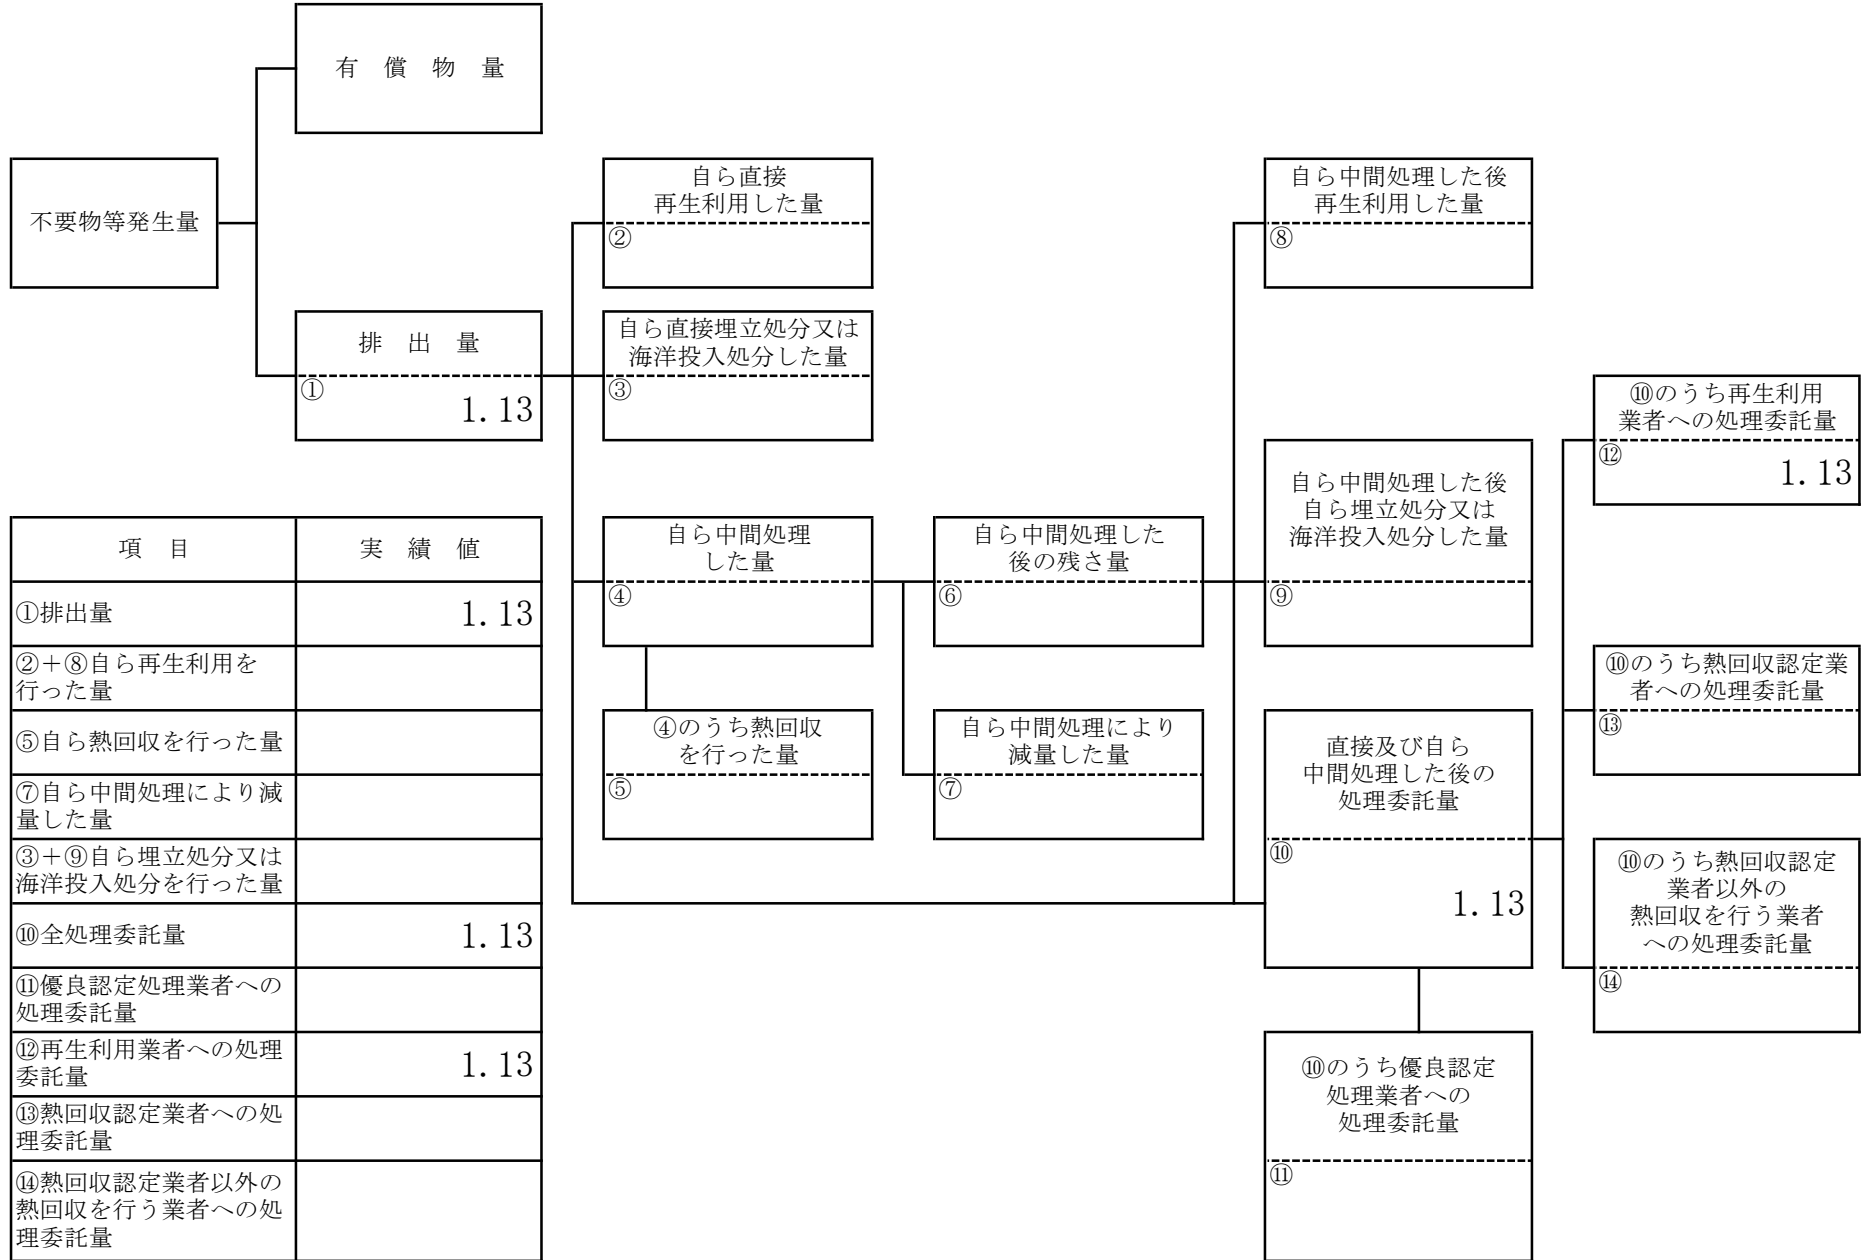 有 償 物 量
不要物等発生量
排 出 量
①
1.13
自ら直接
再生利用した量
②
自ら直接埋立処分又は
海洋投入処分した量
③
自ら中間処理
した量
④
④のうち熱回収
を行った量
⑤
自ら中間処理した
後の残さ量
⑥
自ら中間処理により
減量した量
⑦
自ら中間処理した後
再生利用した量
⑧
自ら中間処理した後
自ら埋立処分又は
海洋投入処分した量
⑨
直接及び自ら
中間処理した後の
処理委託量
⑩
1.13
⑩のうち優良認定
処理業者への
処理委託量
⑪
⑩のうち再生利用
業者への処理委託量
⑫
1.13
⑩のうち熱回収認定業
者への処理委託量
⑬
⑩のうち熱回収認定
業者以外の
熱回収を行う業者
への処理委託量
⑭
項 目 実 績 値
①排出量 1.13
②＋⑧自ら再生利用を
行った量
⑤自ら熱回収を行った量
⑦自ら中間処理により減
量した量
③＋⑨自ら埋立処分又は
海洋投入処分を行った量
⑩全処理委託量 1.13
⑪優良認定処理業者への
処理委託量
⑫再生利用業者への処理
委託量 1.13
⑬熱回収認定業者への処
理委託量
⑭熱回収認定業者以外の
熱回収を行う業者への処
理委託量